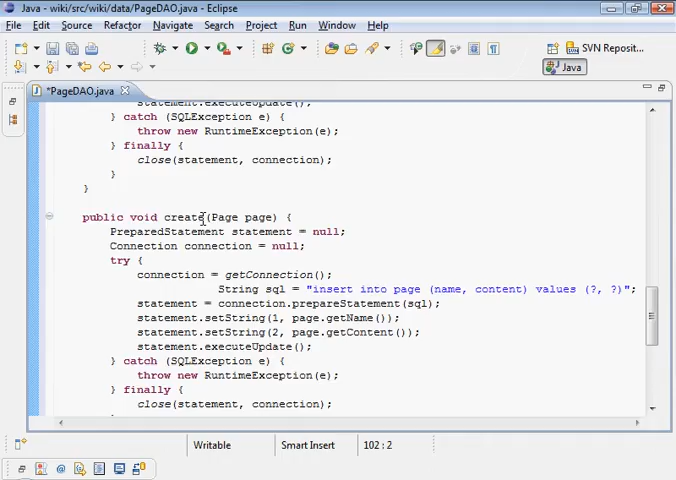 Java - wiki/src/wiki/data/PageDAO.java - Eclipse
File Edit Source Refactor Navigate Search Project Run Window Help
SVN Reposit...
Java
*PageDAO.java
statement.executeUpdate();
} catch (SQLException e) {
throw new RuntimeException(e);
} finally {
close(statement, connection);
}
}
public void create(Page page) {
PreparedStatement statement = null;
Connection connection = null;
try {
connection = getConnection();
String sql = "insert into page (name, content) values (?, ?)";
statement = connection.prepareStatement(sql);
statement.setString(1, page.getName());
statement.setString(2, page.getContent());
statement.executeUpdate();
} catch (SQLException e) {
throw new RuntimeException(e);
} finally {
close(statement, connection);
Writable Smart Insert 102 : 2